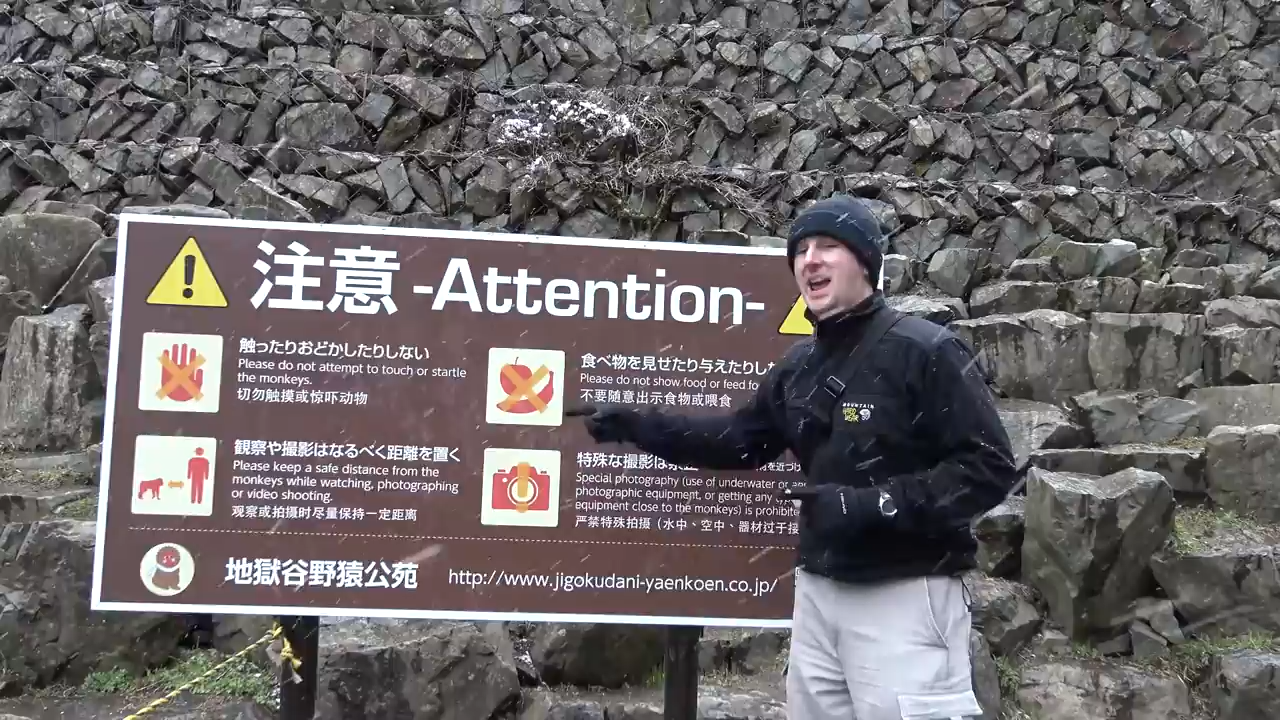 注意 -Attention-
触ったりおどかしたりしない
Please do not attempt to touch or startle
the monkeys.
切勿触摸或惊吓动物
食べ物を見せたり与えたりした
Please do not show food or feed
不要随意出示食物或喂食
観察や撮影はなるべく距離を置く
Please keep a safe distance from the
monkeys while watching, photographing
or video shooting.
观察或拍摄时尽量保持一定距离
特殊な撮影は
Special photography (use of underwater or
photographic equipment, or getting any
equipment close to the monkeys) is prohibite
严禁特殊拍摄（水中、空中、器材过于接
地獄谷野猿公苑
http://www.jigokudani-yaenkoen.co.jp/
MOUNTAIN
HARD
WEAR